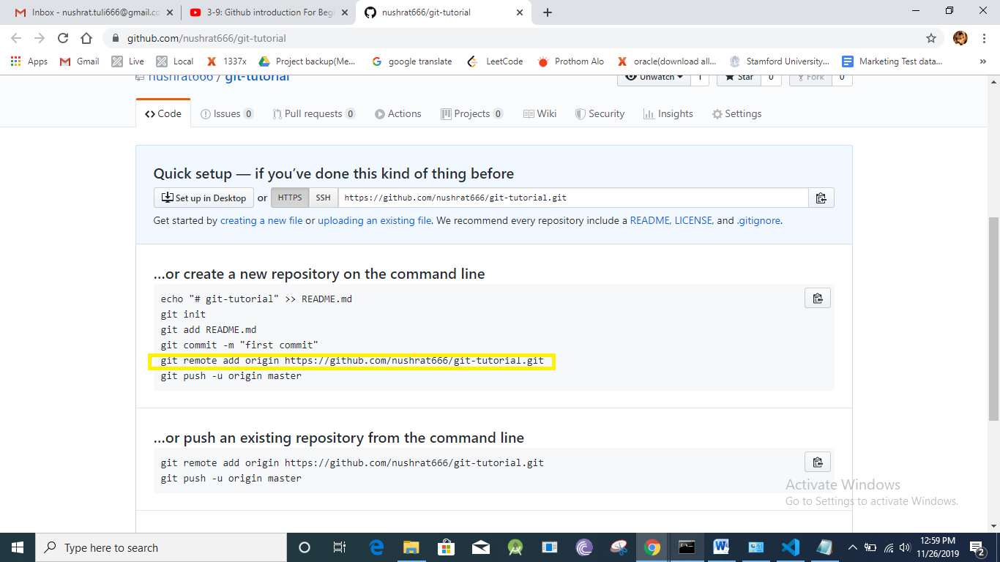 Inbox - nushrat.tuli666@gmail.co
3-9: Github introduction For Begi
nushrat666/git-tutorial
github.com/nushrat666/git-tutorial
Apps
Gmail
Live
Local
1337x
Project backup(Me...
google translate
LeetCode
Prothom Alo
oracle(download all...
Stamford University...
Marketing Test data...
»
nushrat666 / git-tutorial
Unwatch 1
Star 0
Fork 0
Code
Issues 0
Pull requests 0
Actions
Projects 0
Wiki
Security
Insights
Settings
Quick setup — if you’ve done this kind of thing before
Set up in Desktop or HTTPS SSH https://github.com/nushrat666/git-tutorial.git
Get started by creating a new file or uploading an existing file. We recommend every repository include a README, LICENSE, and .gitignore.
…or create a new repository on the command line
echo "# git-tutorial" >> README.md
git init
git add README.md
git commit -m "first commit"
git remote add origin https://github.com/nushrat666/git-tutorial.git
git push -u origin master
…or push an existing repository from the command line
git remote add origin https://github.com/nushrat666/git-tutorial.git
git push -u origin master
Activate Windows
Go to Settings to activate Windows.
Type here to search
12:59 PM
11/26/2019
2